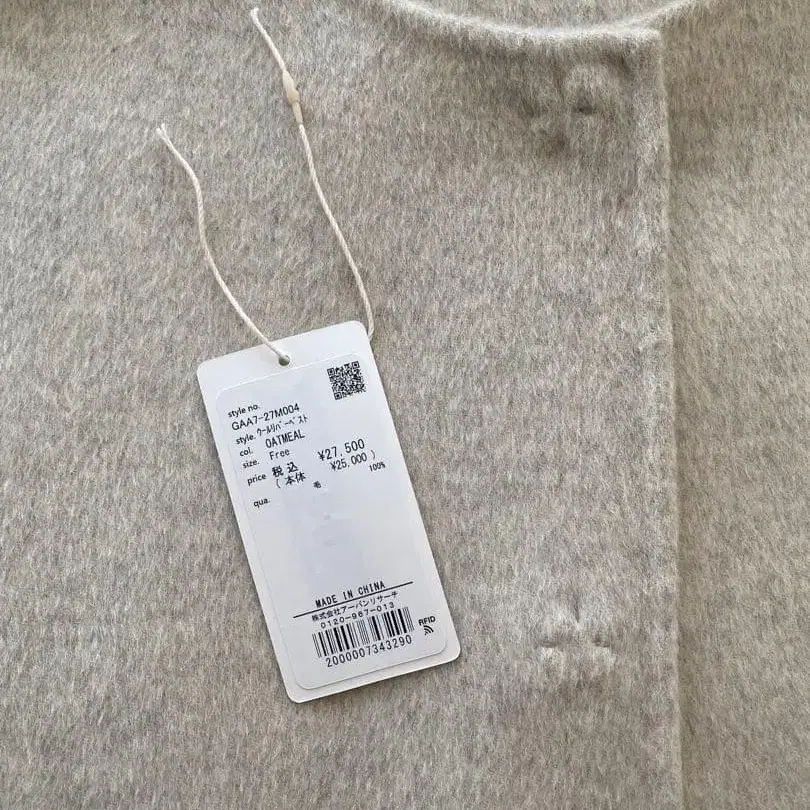 style no.
GAA7-27M004
style. ウールリバーベスト
col. OATMEAL
size. Free
price 税込 ¥27,500
(本体 ¥25,000)
qua. 毛 100%
MADE IN CHINA
株式会社アーバンリサーチ
0120-967-013
RFID
2000007343290